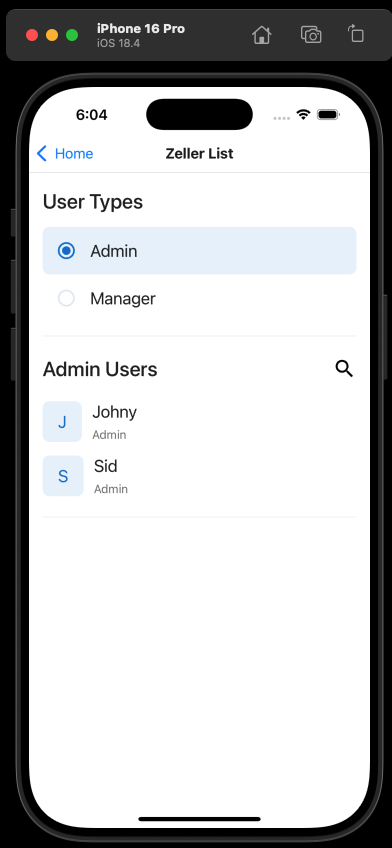 iPhone 16 Pro
iOS 18.4
6:04
Home
Zeller List
User Types
Admin
Manager
Admin Users
J
Johny
Admin
S
Sid
Admin